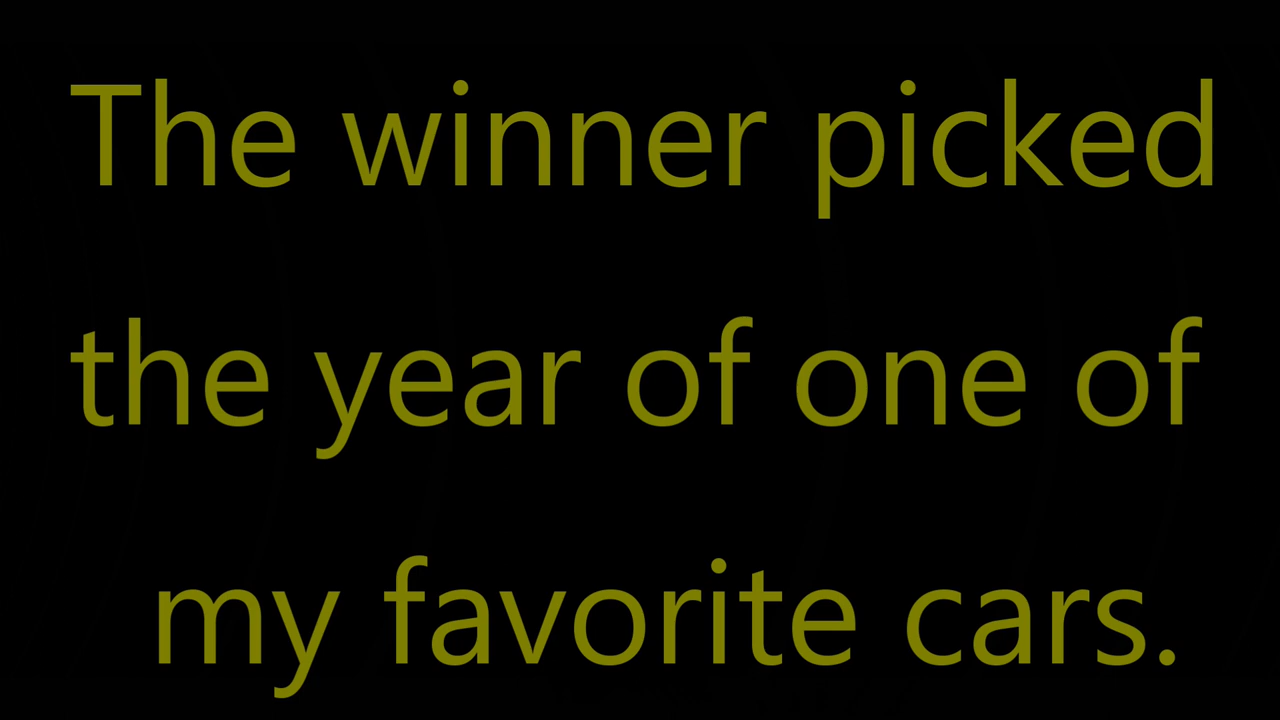 The winner picked
the year of one of
my favorite cars.